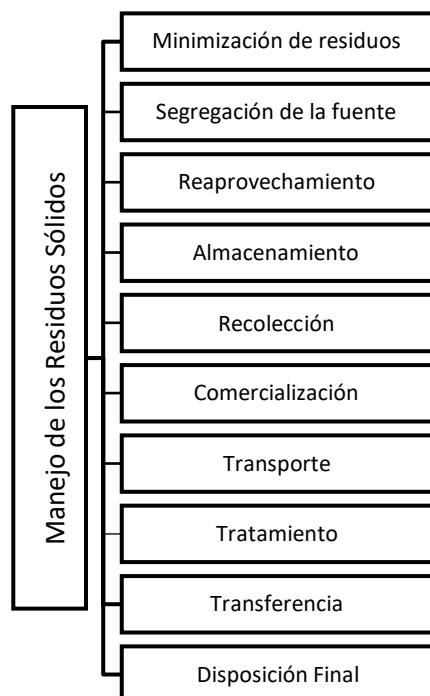 Manejo de los Residuos Sólidos
Minimización de residuos
Segregación de la fuente
Reaprovechamiento
Almacenamiento
Recolección
Comercialización
Transporte
Tratamiento
Transferencia
Disposición Final